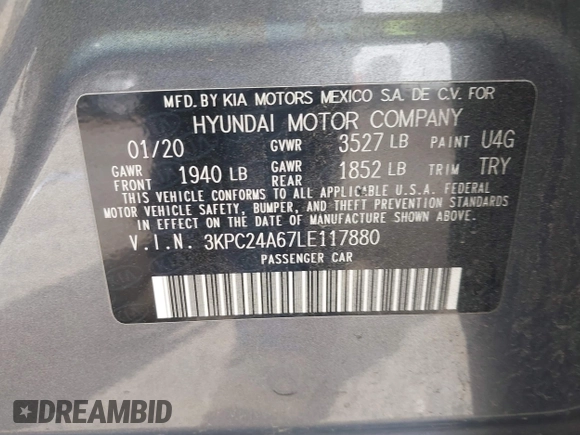 MFD. BY KIA MOTORS MEXICO S.A. DE C.V. FOR
HYUNDAI MOTOR COMPANY
01/20 GVWR 3527 LB PAINT U4G
GAWR FRONT 1940 LB GAWR REAR 1852 LB TRIM TRY
THIS VEHICLE CONFORMS TO ALL APPLICABLE U.S.A. FEDERAL
MOTOR VEHICLE SAFETY, BUMPER, AND THEFT PREVENTION STANDARDS
IN EFFECT ON THE DATE OF MANUFACTURE SHOWN ABOVE.
V.I.N. 3KPC24A67LE117880
PASSENGER CAR
DREAMBID